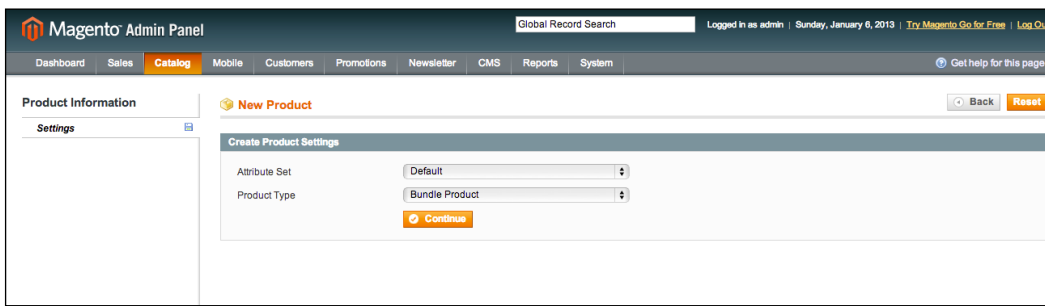 Magento™ Admin Panel
Global Record Search
Logged in as admin | Sunday, January 6, 2013 | Try Magento Go for Free | Log Ou
Dashboard Sales Catalog Mobile Customers Promotions Newsletter CMS Reports System Get help for this page
Product Information
Settings
New Product
Back Reset
Create Product Settings
Attribute Set Default
Product Type Bundle Product
Continue